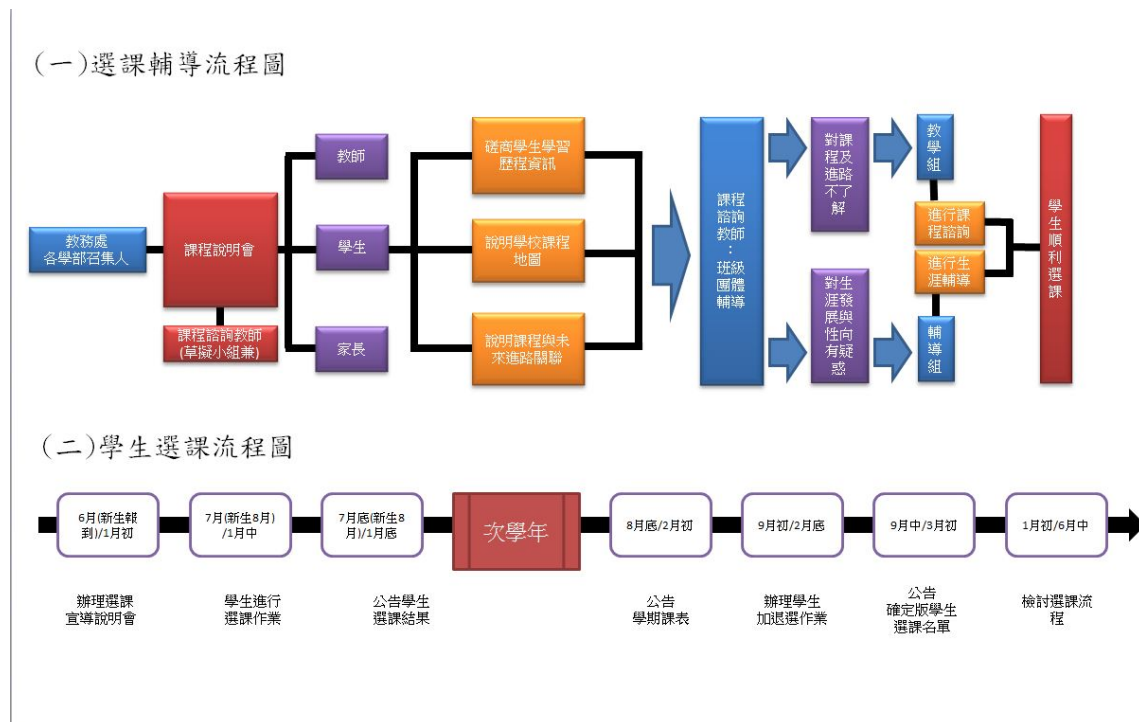 (一)選課輔導流程圖
教務處
各學部召集人
課程說明會
課程諮詢教師
(草擬小組兼)
教師
學生
家長
磋商學生學習
歷程資訊
說明學校課程
地圖
說明課程與未
來進路關聯
課程
諮詢
教師
：
班級
團體
輔導
對課
程及
進路
不了
解
對生
涯發
展與
性向
有疑
惑
教
學
組
進行課
程諮詢
進行生
涯輔導
輔
導
組
學
生
順
利
選
課
(二)學生選課流程圖
6月(新生報
到)/1月初
7月(新生8月)
/1月中
7月底(新生8
月)/1月底
次學年
8月底/2月初
9月初/2月底
9月中/3月初
1月初/6月中
辦理選課
宣導說明會
學生進行
選課作業
公告學生
選課結果
公告
學期課表
辦理學生
加退選作業
公告
確定版學生
選課名單
檢討選課流
程